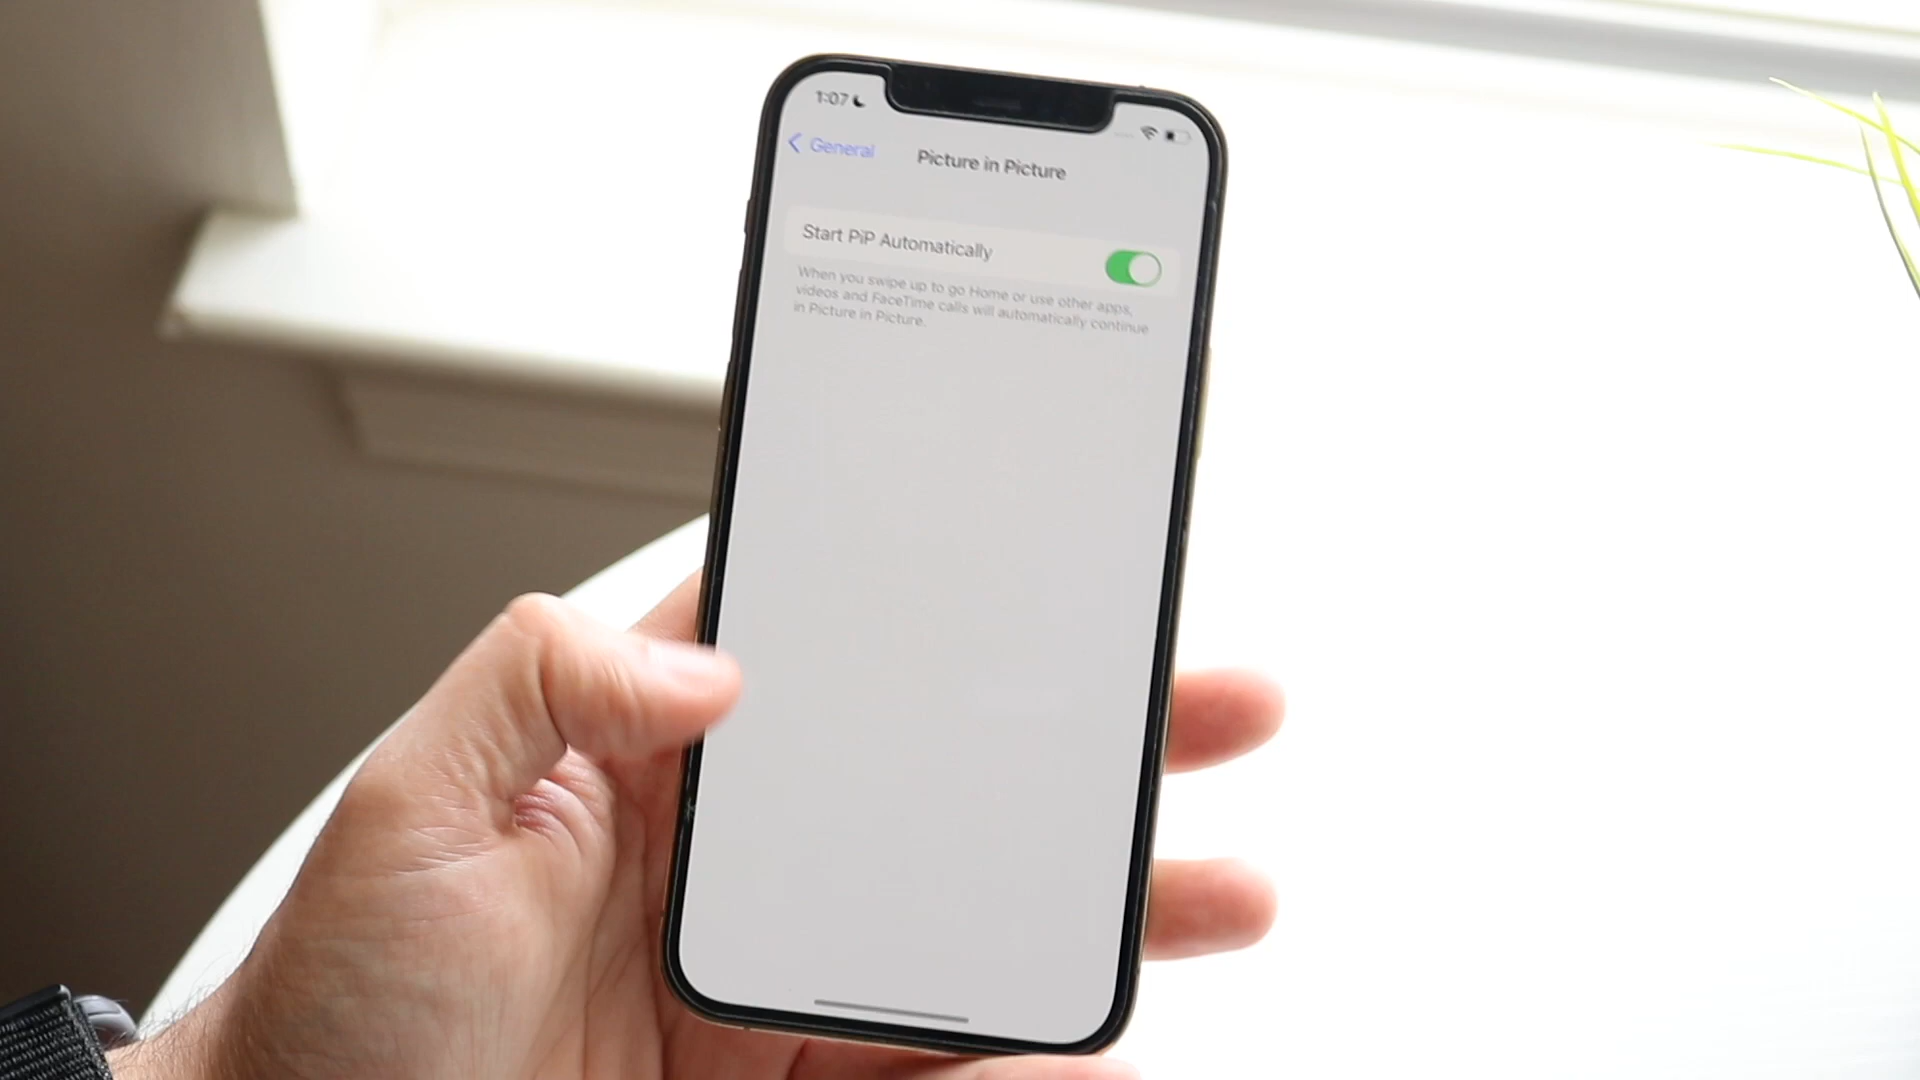 1:07
General
Picture in Picture
Start PiP Automatically
When you swipe up to go Home or use other apps,
videos and FaceTime calls will automatically continue
in Picture in Picture.